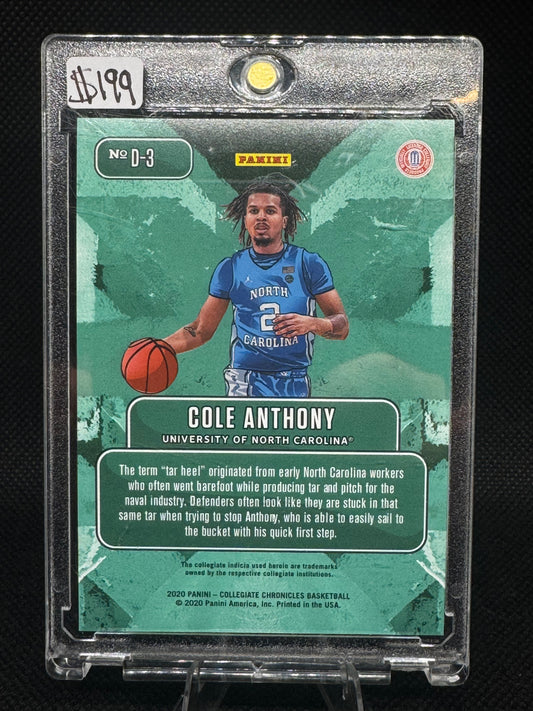 $199
Nº D-3
PANINI
NORTH
2
CAROLINA
COLE ANTHONY
UNIVERSITY OF NORTH CAROLINA®
The term "tar heel" originated from early North Carolina workers
who often went barefoot while producing tar and pitch for the
naval industry. Defenders often look like they are stuck in that
same tar when trying to stop Anthony, who is able to easily sail to
the bucket with his quick first step.
The collegiate indicia used herein are trademarks
owned by the respective collegiate institutions.
2020 PANINI – COLLEGIATE CHRONICLES BASKETBALL
© 2020 Panini America, Inc. Printed in the USA.